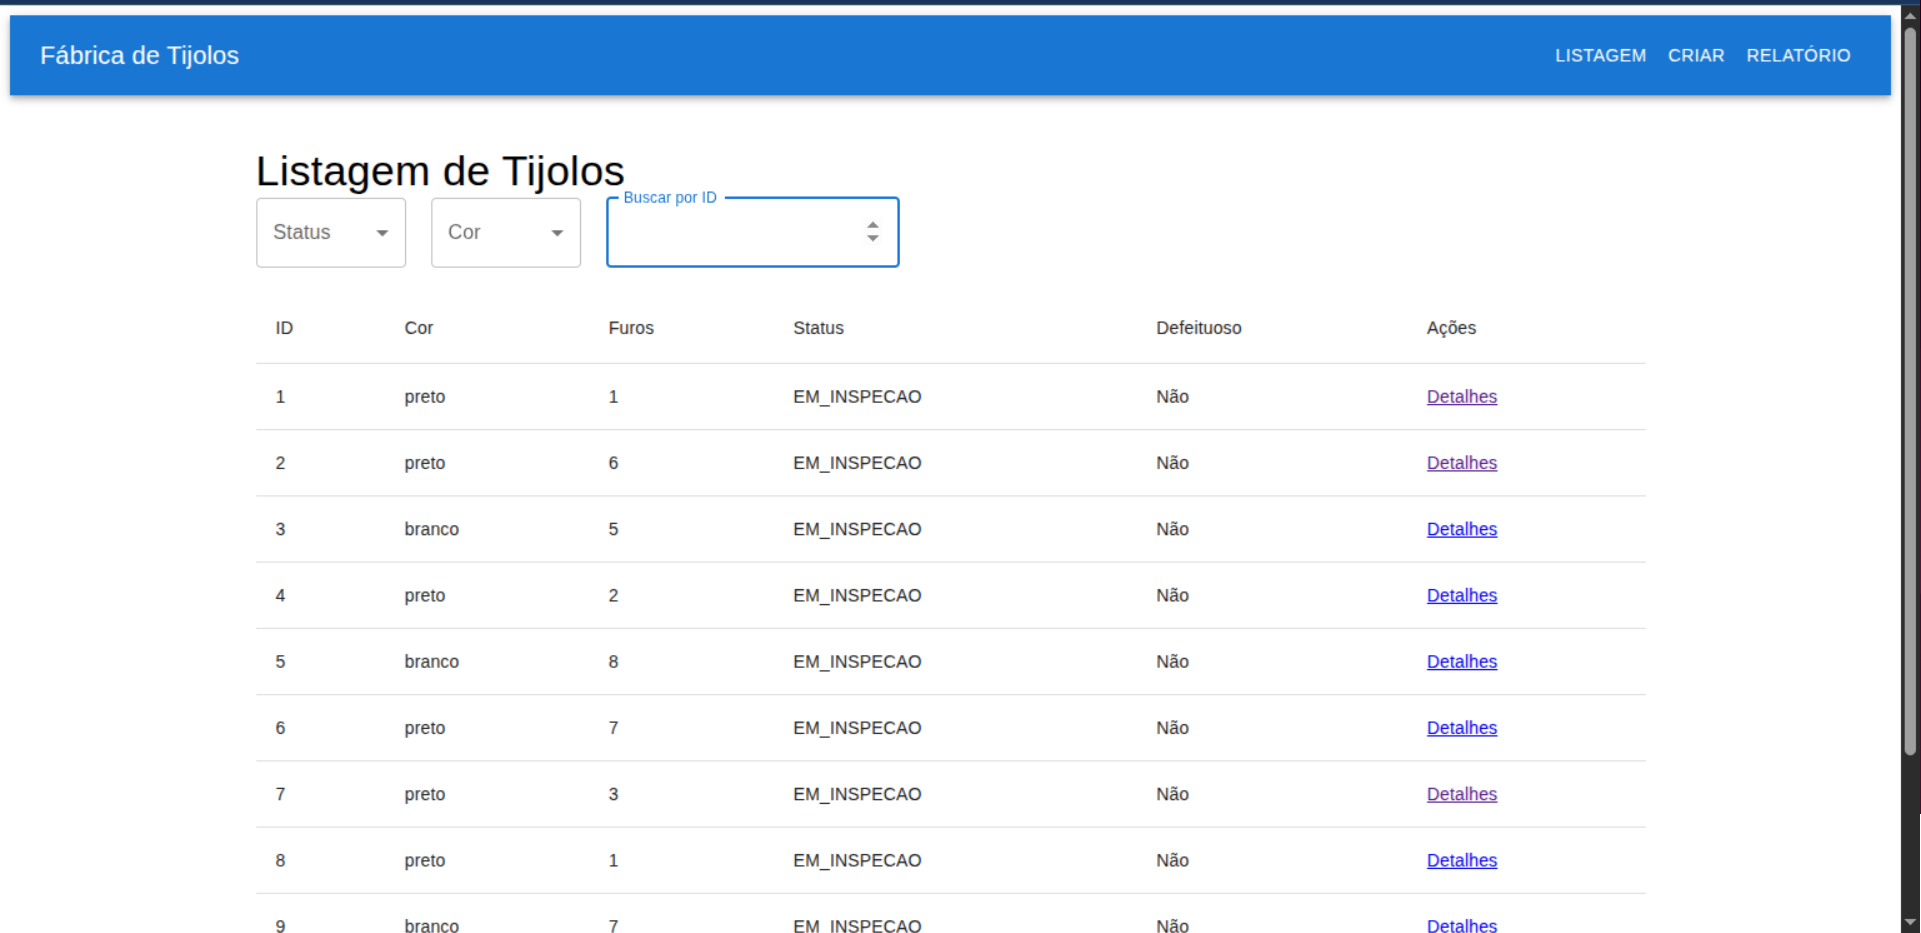 Fábrica de Tijolos LISTAGEM CRIAR RELATÓRIO
Listagem de Tijolos
Status Cor Buscar por ID
ID Cor Furos Status Defeituoso Ações
1 preto 1 EM_INSPECAO Não Detalhes
2 preto 6 EM_INSPECAO Não Detalhes
3 branco 5 EM_INSPECAO Não Detalhes
4 preto 2 EM_INSPECAO Não Detalhes
5 branco 8 EM_INSPECAO Não Detalhes
6 preto 7 EM_INSPECAO Não Detalhes
7 preto 3 EM_INSPECAO Não Detalhes
8 preto 1 EM_INSPECAO Não Detalhes
9 branco 7 EM_INSPECAO Não Detalhes